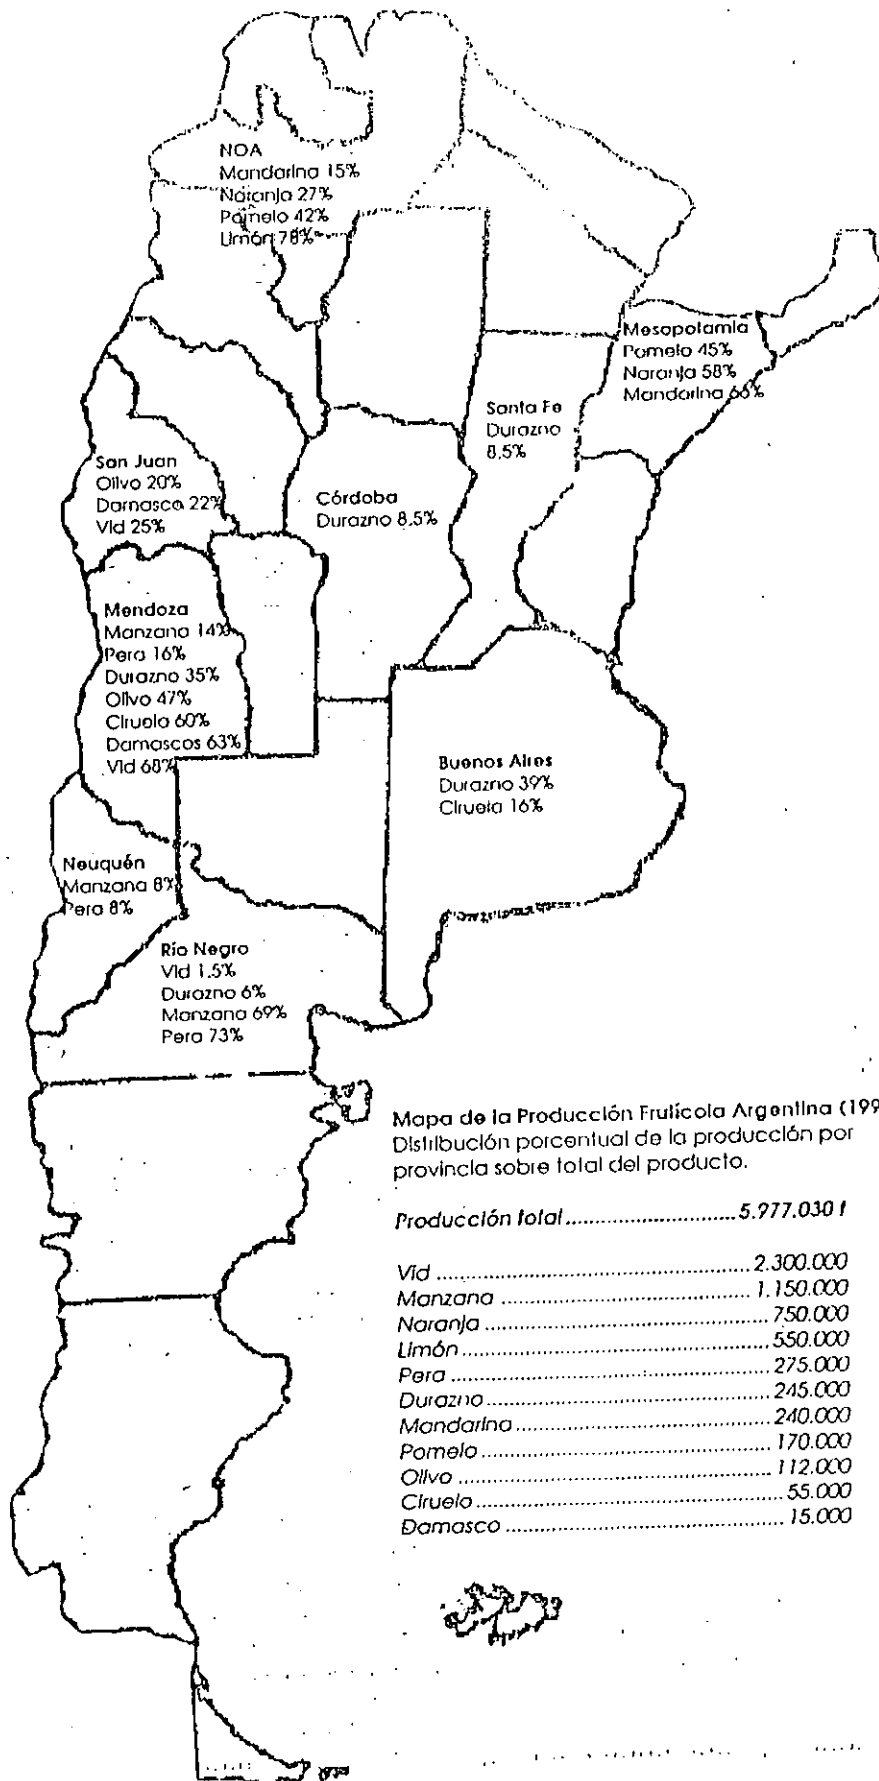 NOA
Mandarina 15%
Naranja 27%
Pomelo 42%
Limón 78%
Mesopotamia
Pomelo 45%
Naranja 58%
Mandarina 66%
Santa Fe
Durazno
8,5%
San Juan
Olivo 20%
Damasco 22%
Vid 25%
Córdoba
Durazno 8.5%
Mendoza
Manzana 14%
Pera 16%
Durazno 35%
Olivo 47%
Ciruela 60%
Damascos 63%
Vid 68%
Buenos Aires
Durazno 39%
Ciruela 16%
Neuquén
Manzana 8%
Pera 8%
Río Negro
Vid 1.5%
Durazno 6%
Manzana 69%
Pera 73%
Mapa de la Producción Frutícola Argentina (199
Distribución porcentual de la producción por
provincia sobre total del producto.
Producción total ............................ 5.977.030 t
Vid ................................................... 2.300.000
Manzana ......................................... 1.150.000
Naranja ............................................... 750.000
Limón ................................................... 550.000
Pera ..................................................... 275.000
Durazno ............................................... 245.000
Mandarina .......................................... 240.000
Pomelo ................................................ 170.000
Olivo .................................................... 112.000
Ciruelo ................................................... 55.000
Damasco ............................................... 15.000